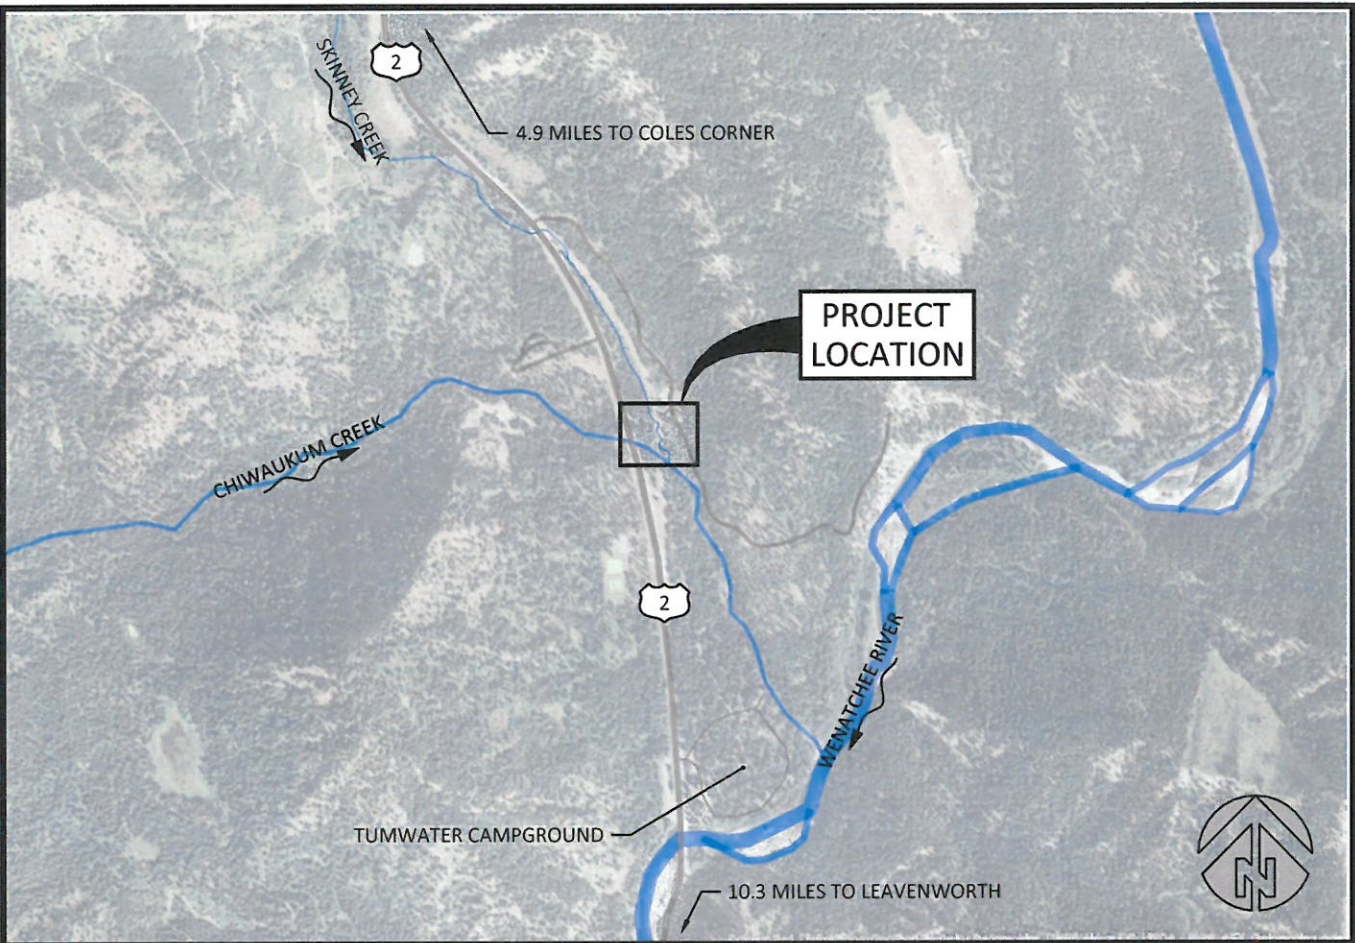 SKINNEY CREEK
2
4.9 MILES TO COLES CORNER
PROJECT
LOCATION
CHIWAUKUM CREEK
2
WENATCHEE RIVER
TUMWATER CAMPGROUND
10.3 MILES TO LEAVENWORTH
N